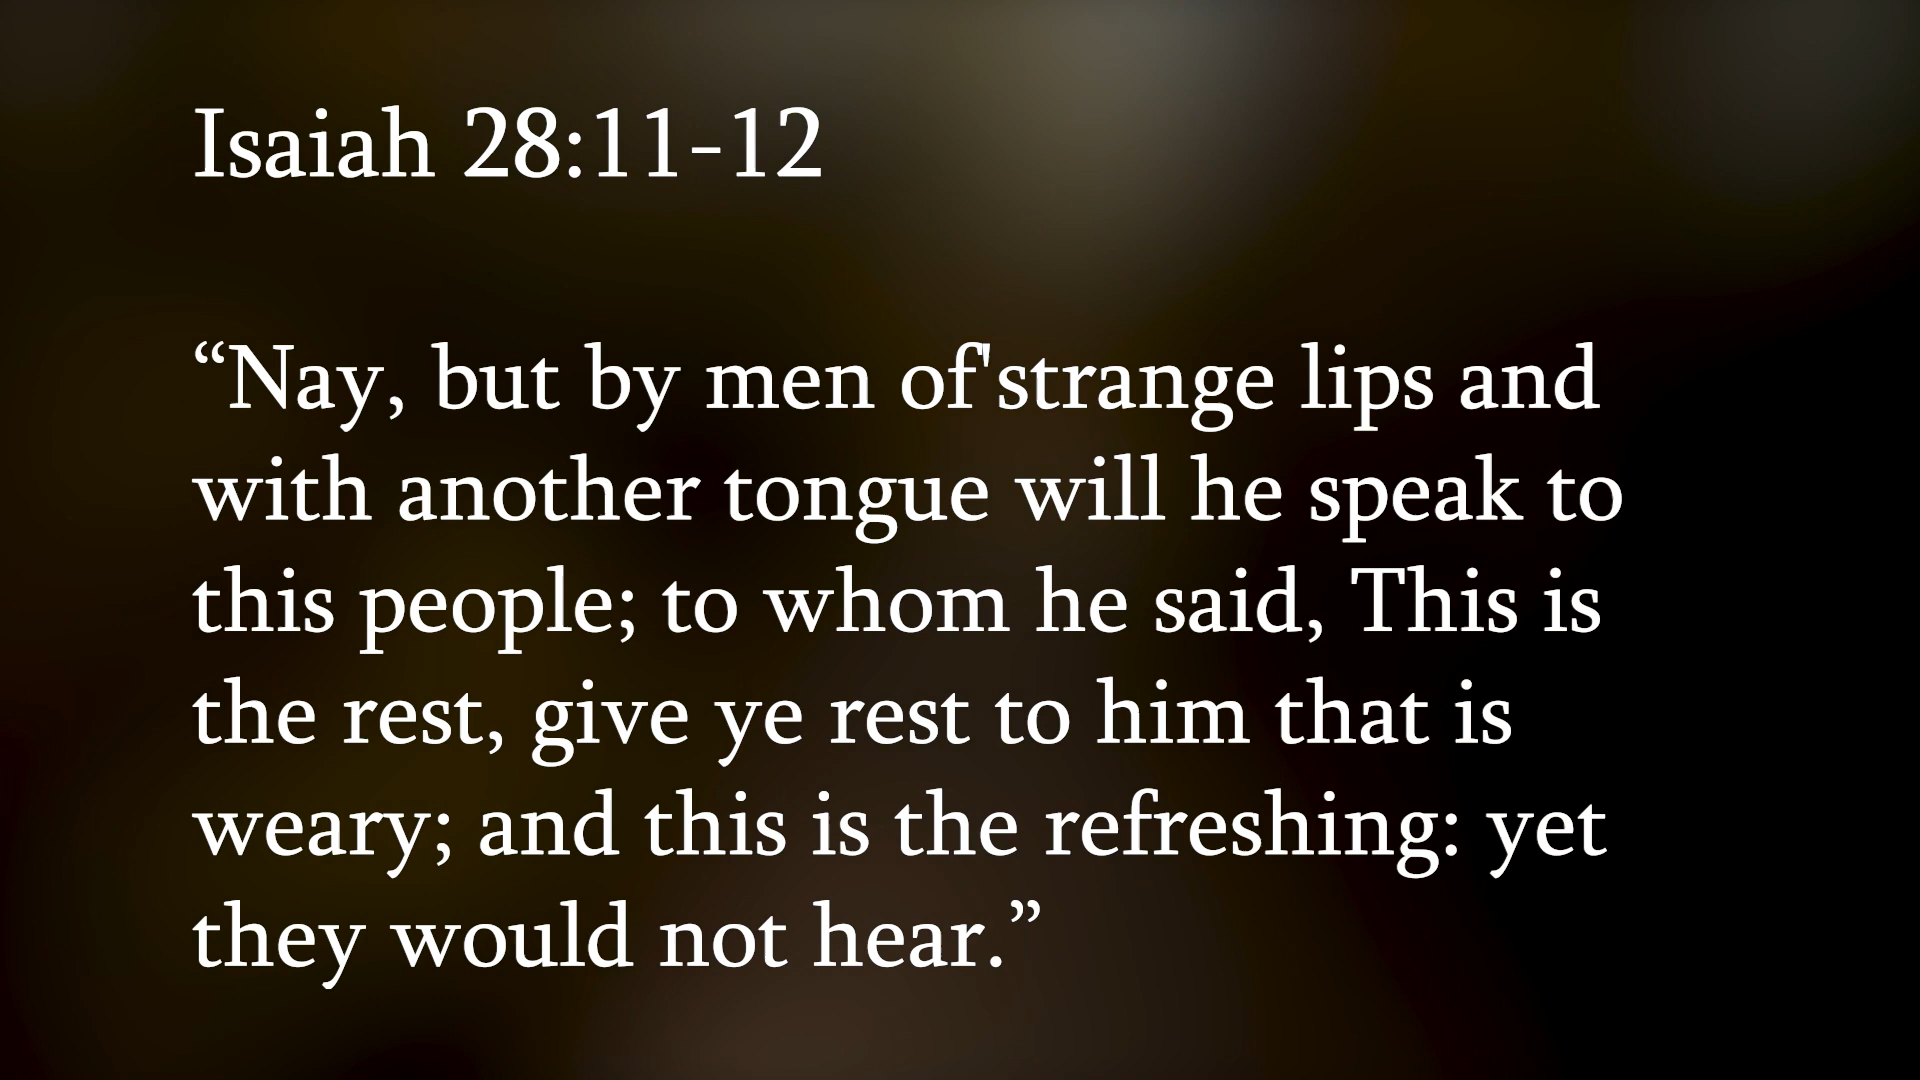 Isaiah 28:11-12
“Nay, but by men of'strange lips and
with another tongue will he speak to
this people; to whom he said, This is
the rest, give ye rest to him that is
weary; and this is the refreshing: yet
they would not hear.”